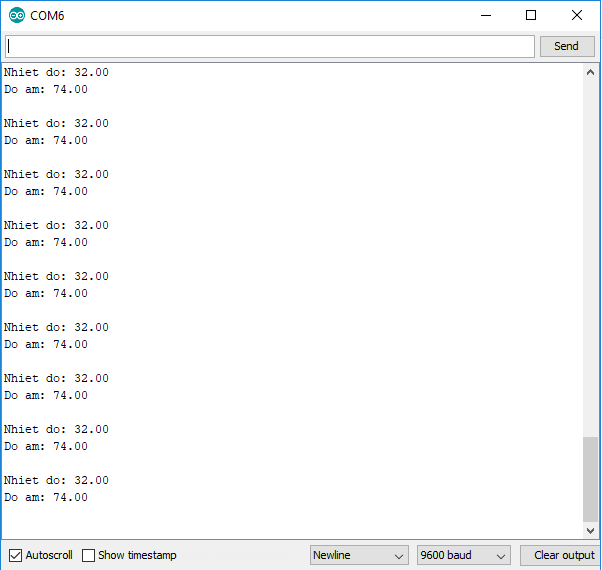 COM6
Send
Nhiet do: 32.00
Do am: 74.00
Nhiet do: 32.00
Do am: 74.00
Nhiet do: 32.00
Do am: 74.00
Nhiet do: 32.00
Do am: 74.00
Nhiet do: 32.00
Do am: 74.00
Nhiet do: 32.00
Do am: 74.00
Nhiet do: 32.00
Do am: 74.00
Nhiet do: 32.00
Do am: 74.00
Nhiet do: 32.00
Do am: 74.00
Autoscroll Show timestamp Newline 9600 baud Clear output